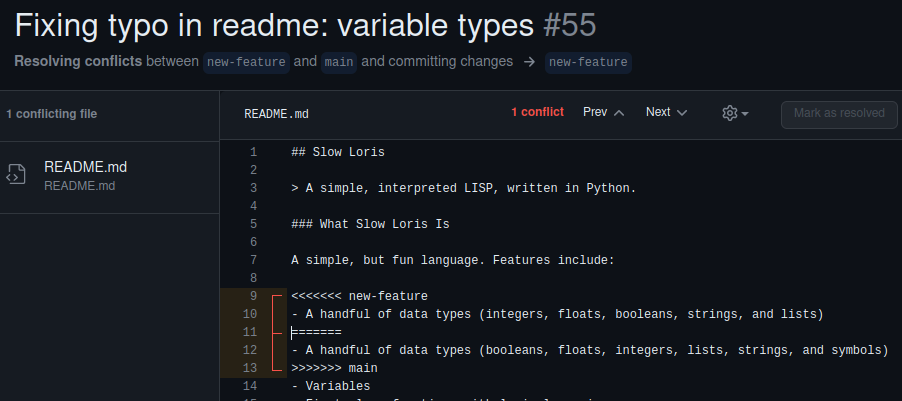 Fixing typo in readme: variable types #55
Resolving conflicts between new-feature and main and committing changes → new-feature
1 conflicting file
README.md
README.md
README.md 1 conflict Prev Next Mark as resolved
1 ## Slow Loris
2
3 > A simple, interpreted LISP, written in Python.
4
5 ### What Slow Loris Is
6
7 A simple, but fun language. Features include:
8
9 <<<<<<< new-feature
10 - A handful of data types (integers, floats, booleans, strings, and lists)
11 =======
12 - A handful of data types (booleans, floats, integers, lists, strings, and symbols)
13 >>>>>>> main
14 - Variables